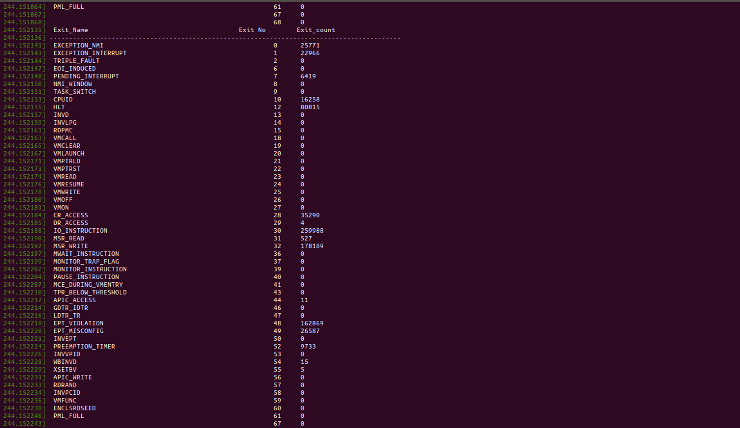 244.151864] PML_FULL 61 0
244.151867] 67 0
244.151868] 68 0
244.152135] Exit_Name Exit No Exit_count
244.152136] ------------------------------------------------------------------------------------------
244.152141] EXCEPTION_NMI 0 25771
244.152143] EXCEPTION_INTERRUPT 1 22966
244.152144] TRIPLE_FAULT 2 0
244.152147] EOI_INDUCED 6 0
244.152148] PENDING_INTERRUPT 7 6419
244.152150] NMI_WINDOW 8 0
244.152151] TASK_SWITCH 9 0
244.152153] CPUID 10 16258
244.152155] HLT 12 80815
244.152157] INVD 13 0
244.152159] INVLPG 14 0
244.152161] RDPMC 15 0
244.152163] VMCALL 18 0
244.152165] VMCLEAR 19 0
244.152167] VMLAUNCH 20 0
244.152171] VMPTRLD 21 0
244.152173] VMPTRST 22 0
244.152174] VMREAD 23 0
244.152176] VMRESUME 24 0
244.152178] VMWRITE 25 0
244.152180] VMOFF 26 0
244.152181] VMON 27 0
244.152184] CR_ACCESS 28 35290
244.152185] DR_ACCESS 29 4
244.152188] IO_INSTRUCTION 30 259988
244.152190] MSR_READ 31 527
244.152192] MSR_WRITE 32 178189
244.152197] MWAIT_INSTRUCTION 36 0
244.152199] MONITOR_TRAP_FLAG 37 0
244.152202] MONITOR_INSTRUCTION 39 0
244.152204] PAUSE_INSTRUCTION 40 0
244.152207] MCE_DURING_VMENTRY 41 0
244.152210] TPR_BELOW_THRESHOLD 43 0
244.152212] APIC_ACCESS 44 11
244.152214] GDTR_IDTR 46 0
244.152216] LDTR_TR 47 0
244.152218] EPT_VIOLATION 48 162869
244.152220] EPT_MISCONFIG 49 26587
244.152221] INVEPT 50 0
244.152224] PREEMPTION_TIMER 52 9733
244.152226] INVVPID 53 0
244.152228] WBINVD 54 15
244.152229] XSETBV 55 5
244.152231] APIC_WRITE 56 0
244.152233] RDRAND 57 0
244.152234] INVPCID 58 0
244.152236] VMFUNC 59 0
244.152238] ENCLSRDSEED 60 0
244.152240] PML_FULL 61 0
244.152243] 67 0